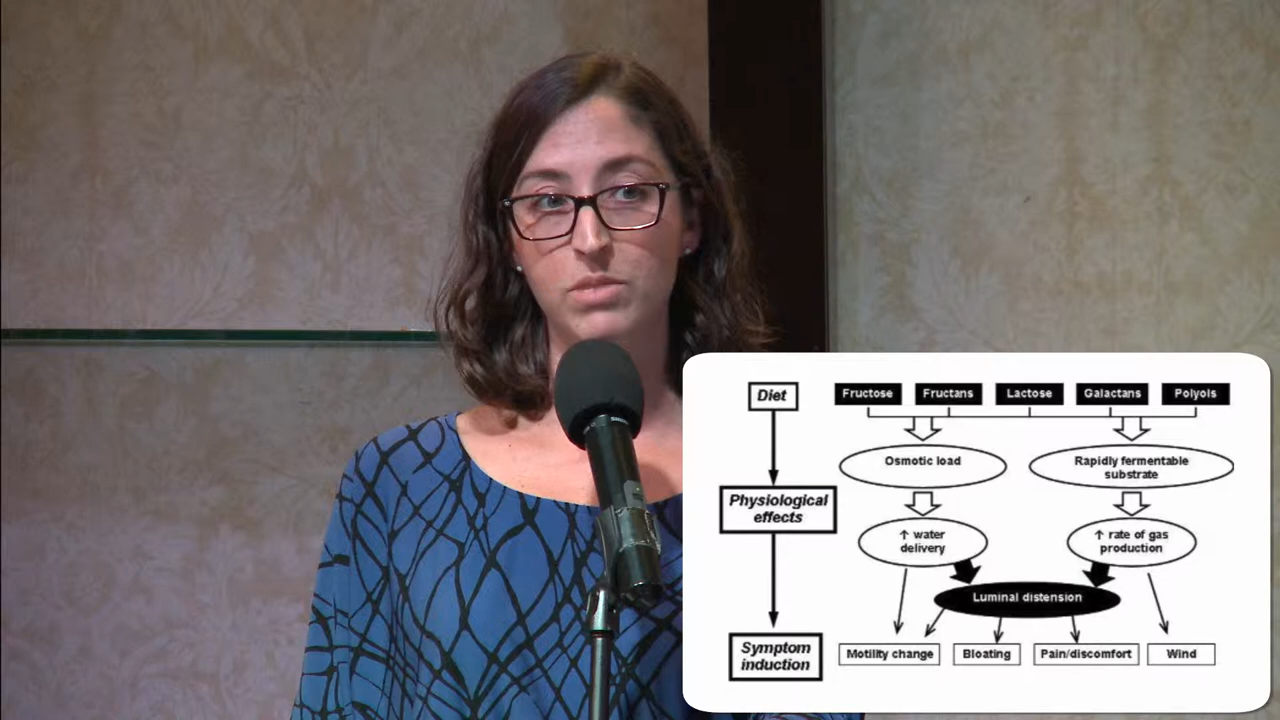 Diet
Fructose
Fructans
Lactose
Galactans
Polyols
Osmotic load
Rapidly fermentable
substrate
Physiological
effects
↑ water
delivery
↑ rate of gas
production
Luminal distension
Symptom
induction
Motility change
Bloating
Pain/discomfort
Wind